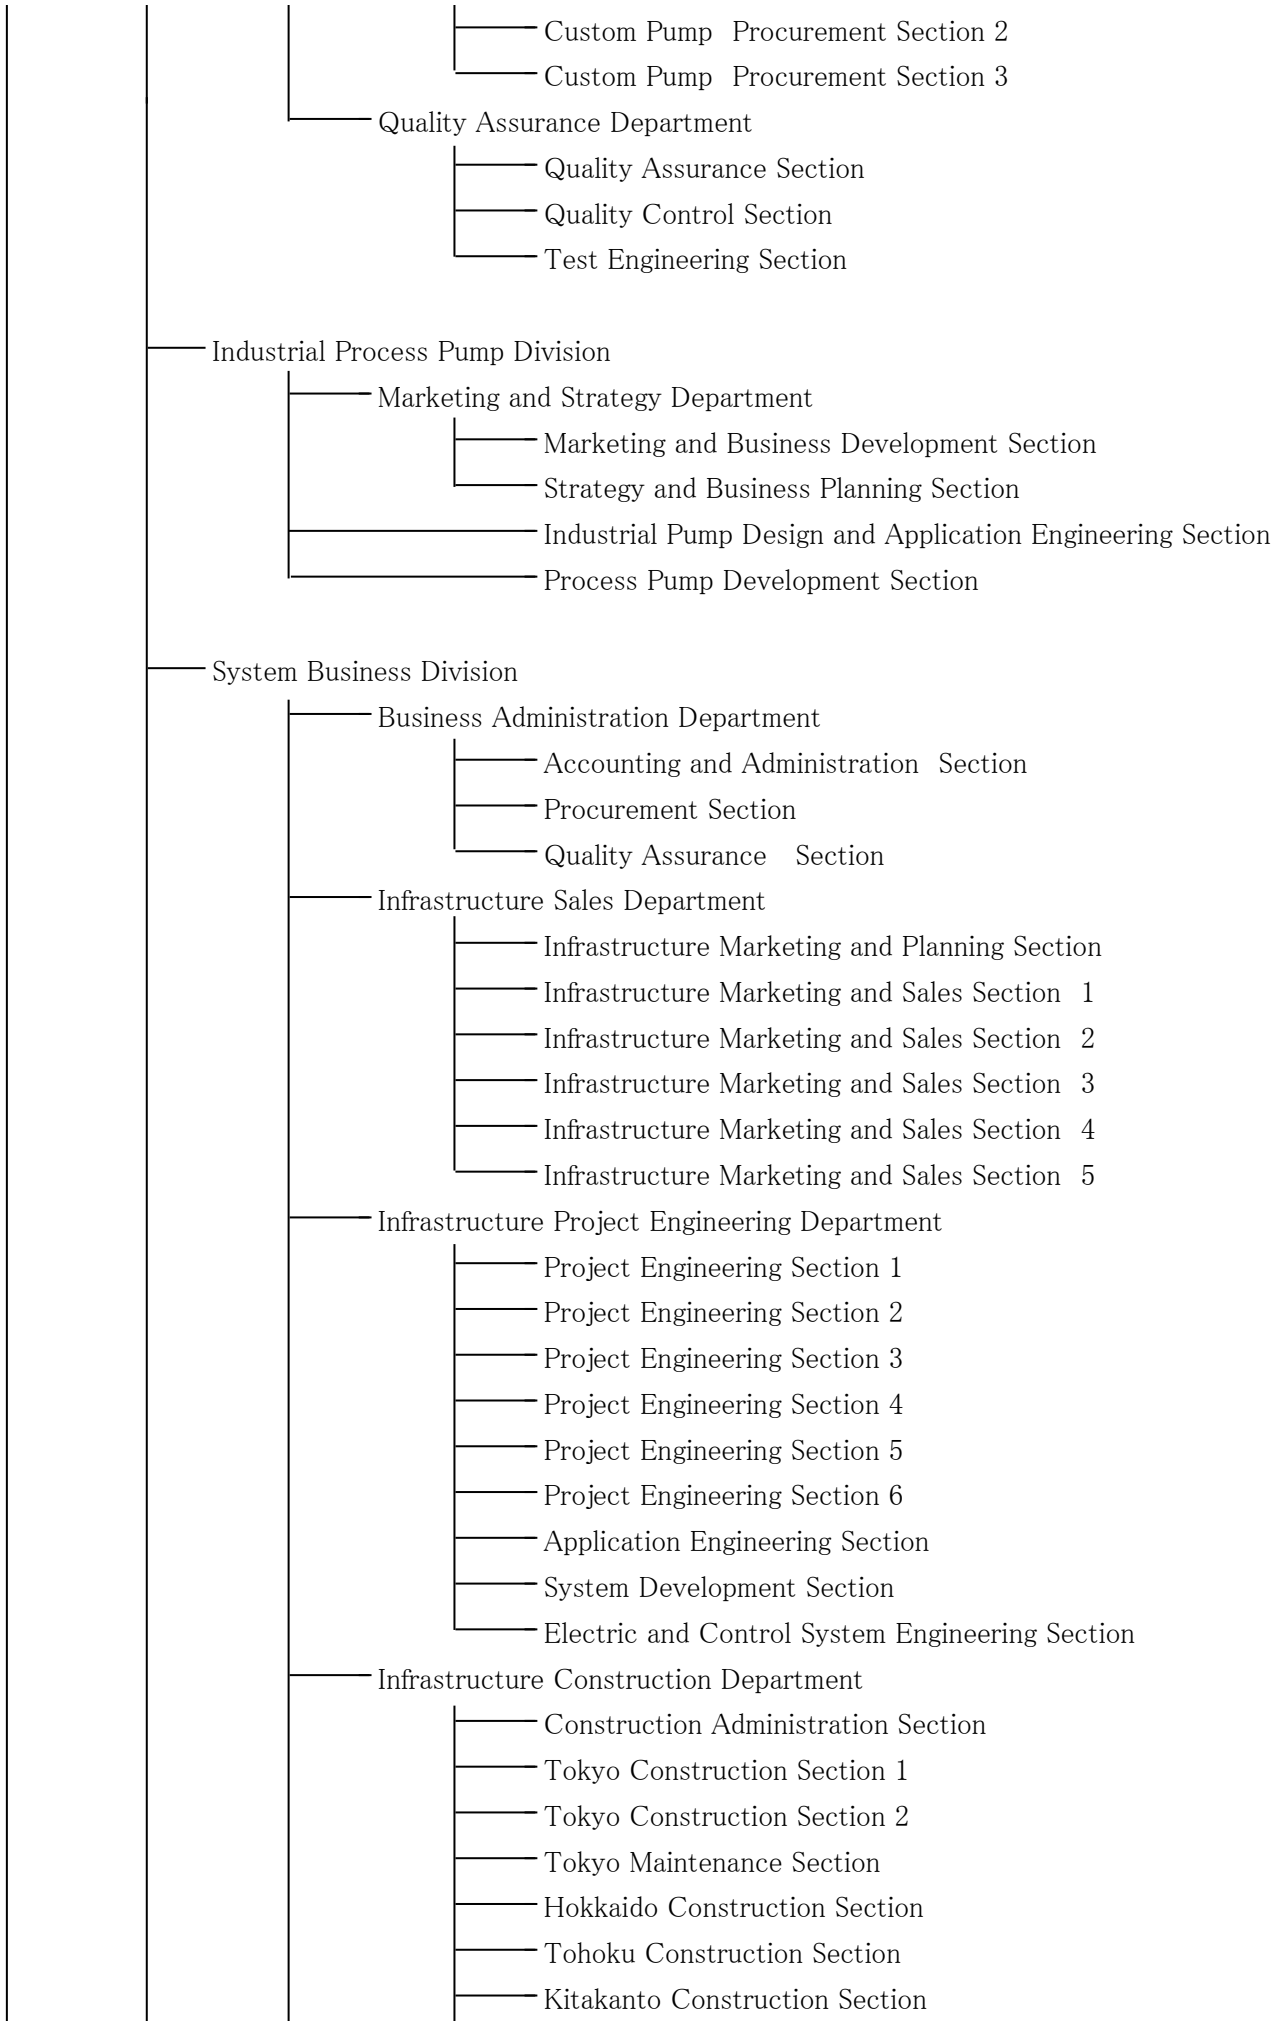 Custom Pump  Procurement Section 2
Custom Pump  Procurement Section 3
Quality Assurance Department
Quality Assurance Section
Quality Control Section
Test Engineering Section
Industrial Process Pump Division
Marketing and Strategy Department
Marketing and Business Development Section
Strategy and Business Planning Section
Industrial Pump Design and Application Engineering Section
Process Pump Development Section
System Business Division
Business Administration Department
Accounting and Administration  Section
Procurement Section
Quality Assurance   Section
Infrastructure Sales Department
Infrastructure Marketing and Planning Section
Infrastructure Marketing and Sales Section  1
Infrastructure Marketing and Sales Section  2
Infrastructure Marketing and Sales Section  3
Infrastructure Marketing and Sales Section  4
Infrastructure Marketing and Sales Section  5
Infrastructure Project Engineering Department
Project Engineering Section 1
Project Engineering Section 2
Project Engineering Section 3
Project Engineering Section 4
Project Engineering Section 5
Project Engineering Section 6
Application Engineering Section
System Development Section
Electric and Control System Engineering Section
Infrastructure Construction Department
Construction Administration Section
Tokyo Construction Section 1
Tokyo Construction Section 2
Tokyo Maintenance Section
Hokkaido Construction Section
Tohoku Construction Section
Kitakanto Construction Section